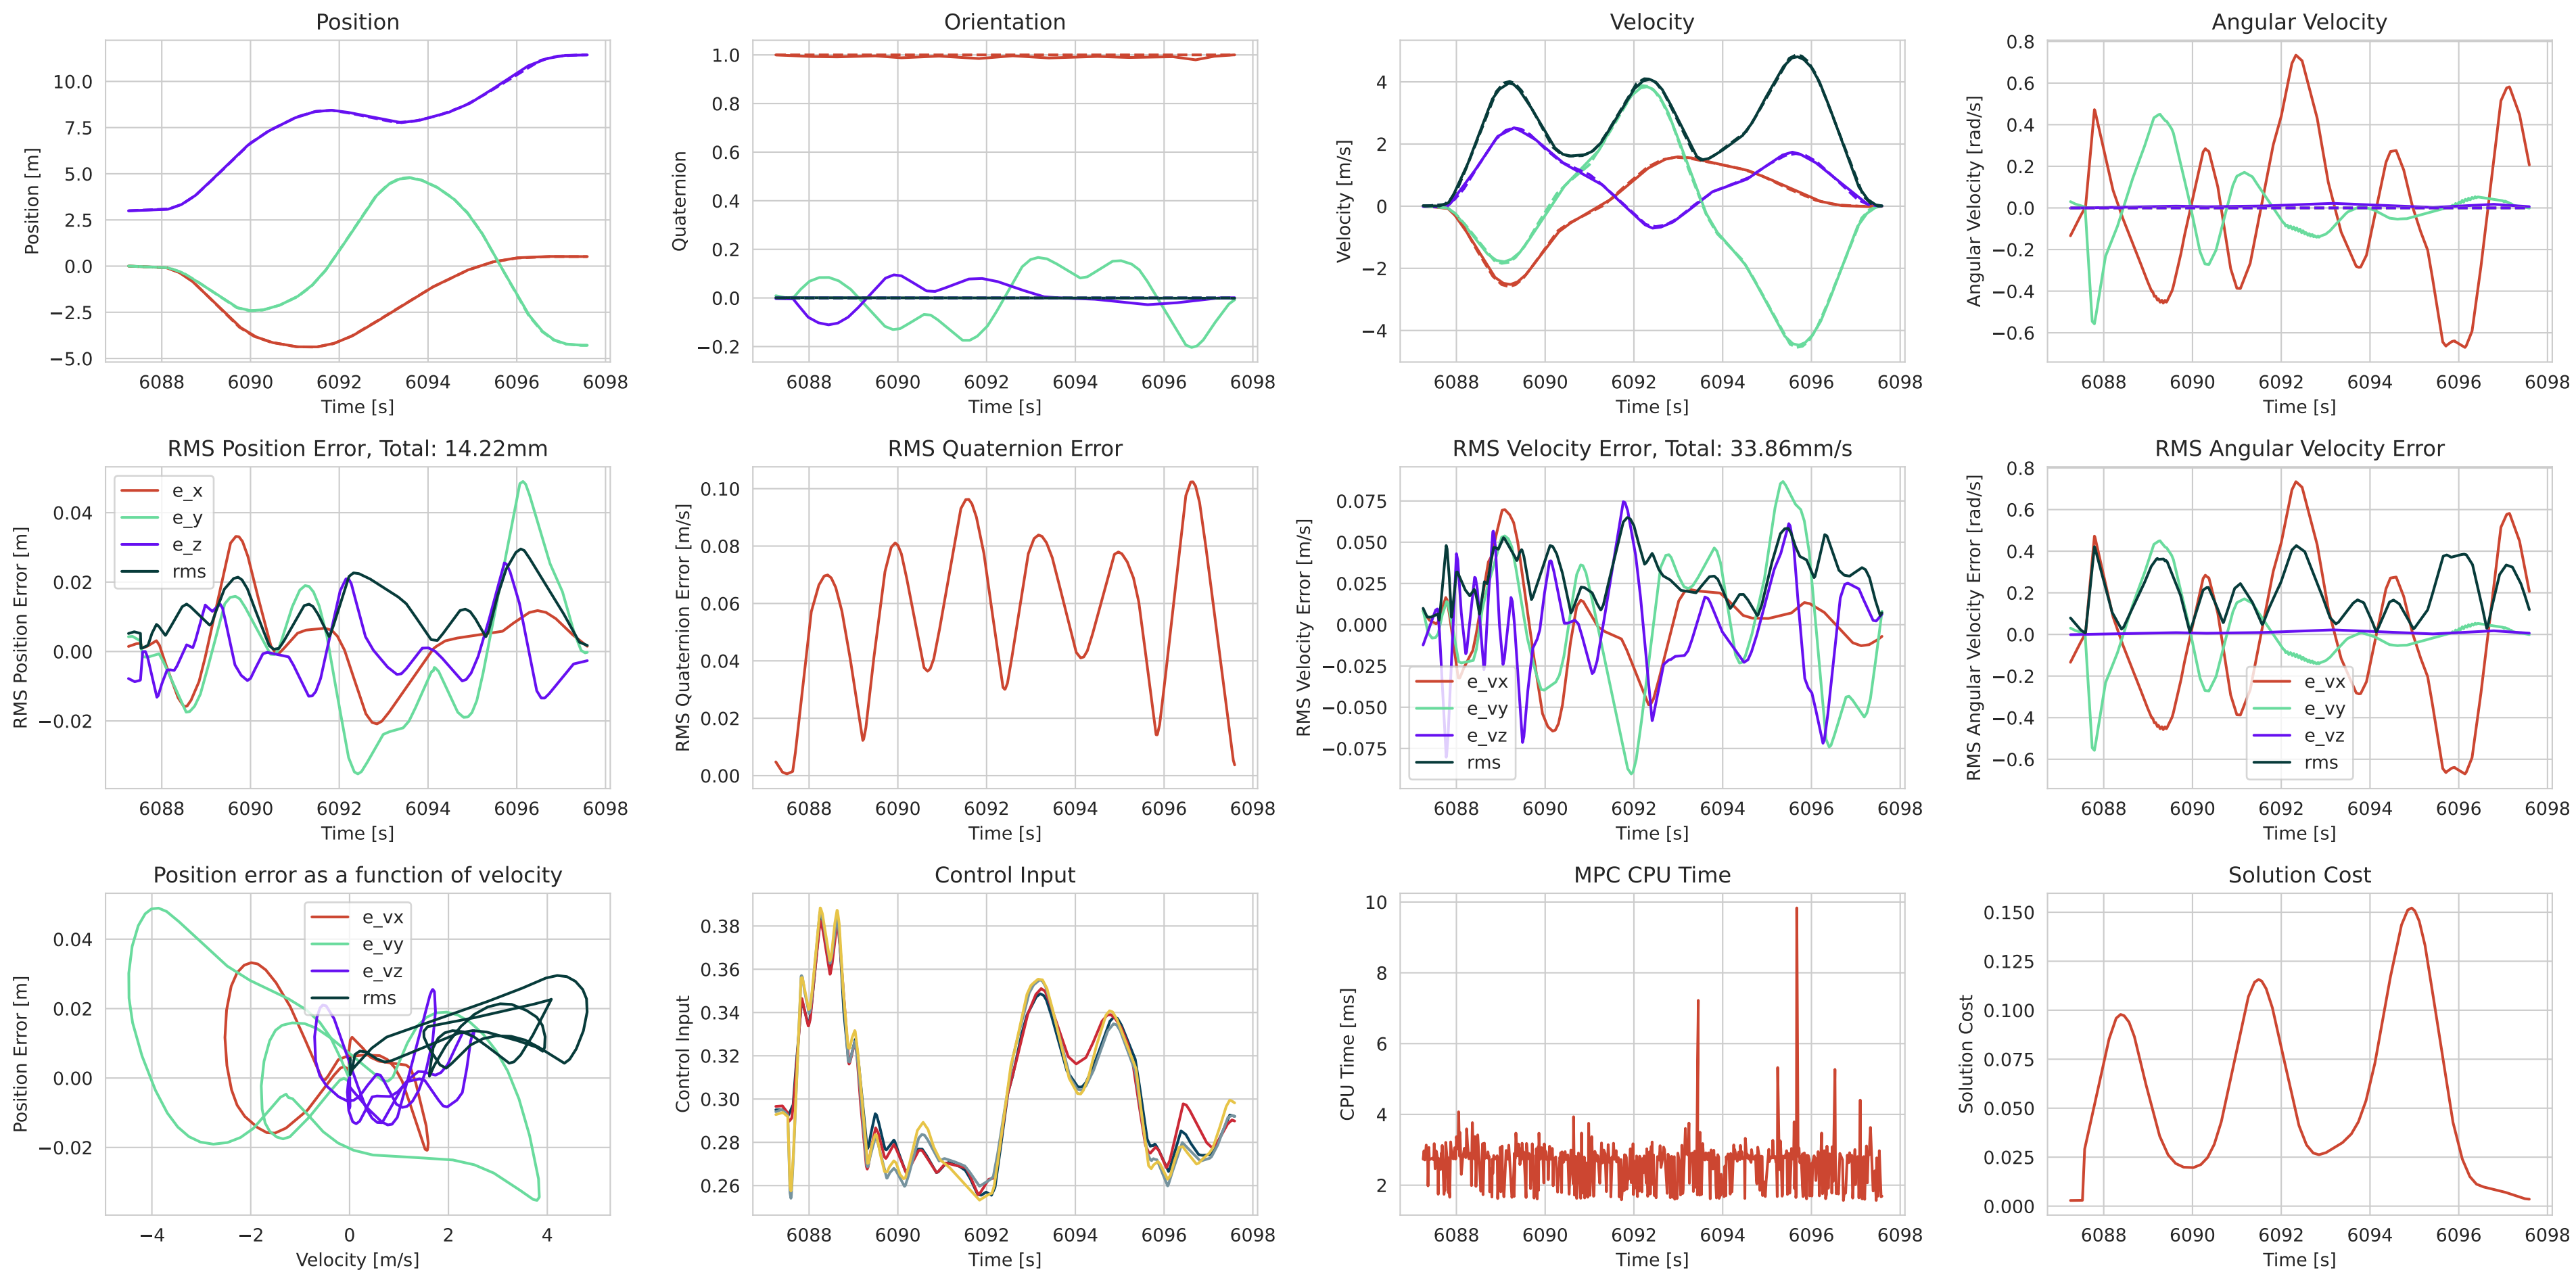 Position
Position [m]
10.0
7.5
5.0
2.5
0.0
−2.5
−5.0
6088 6090 6092 6094 6096 6098
Time [s]
Orientation
Quaternion
1.0
0.8
0.6
0.4
0.2
0.0
−0.2
6088 6090 6092 6094 6096 6098
Time [s]
Velocity
Velocity [m/s]
4
2
0
−2
−4
6088 6090 6092 6094 6096 6098
Time [s]
Angular Velocity
Angular Velocity [rad/s]
0.8
0.6
0.4
0.2
0.0
−0.2
−0.4
−0.6
6088 6090 6092 6094 6096 6098
Time [s]
RMS Position Error, Total: 14.22mm
RMS Position Error [m]
0.04
0.02
0.00
−0.02
e_x
e_y
e_z
rms
6088 6090 6092 6094 6096 6098
Time [s]
RMS Quaternion Error
RMS Quaternion Error [m/s]
0.10
0.08
0.06
0.04
0.02
0.00
6088 6090 6092 6094 6096 6098
Time [s]
RMS Velocity Error, Total: 33.86mm/s
RMS Velocity Error [m/s]
0.075
0.050
0.025
0.000
−0.025
−0.050
−0.075
e_vx
e_vy
e_vz
rms
6088 6090 6092 6094 6096 6098
Time [s]
RMS Angular Velocity Error
RMS Angular Velocity Error [rad/s]
0.8
0.6
0.4
0.2
0.0
−0.2
−0.4
−0.6
e_vx
e_vy
e_vz
rms
6088 6090 6092 6094 6096 6098
Time [s]
Position error as a function of velocity
Position Error [m]
0.04
0.02
0.00
−0.02
e_vx
e_vy
e_vz
rms
−4 −2 0 2 4
Velocity [m/s]
Control Input
Control Input
0.38
0.36
0.34
0.32
0.30
0.28
0.26
6088 6090 6092 6094 6096 6098
Time [s]
MPC CPU Time
CPU Time [ms]
10
8
6
4
2
6088 6090 6092 6094 6096 6098
Time [s]
Solution Cost
Solution Cost
0.150
0.125
0.100
0.075
0.050
0.025
0.000
6088 6090 6092 6094 6096 6098
Time [s]